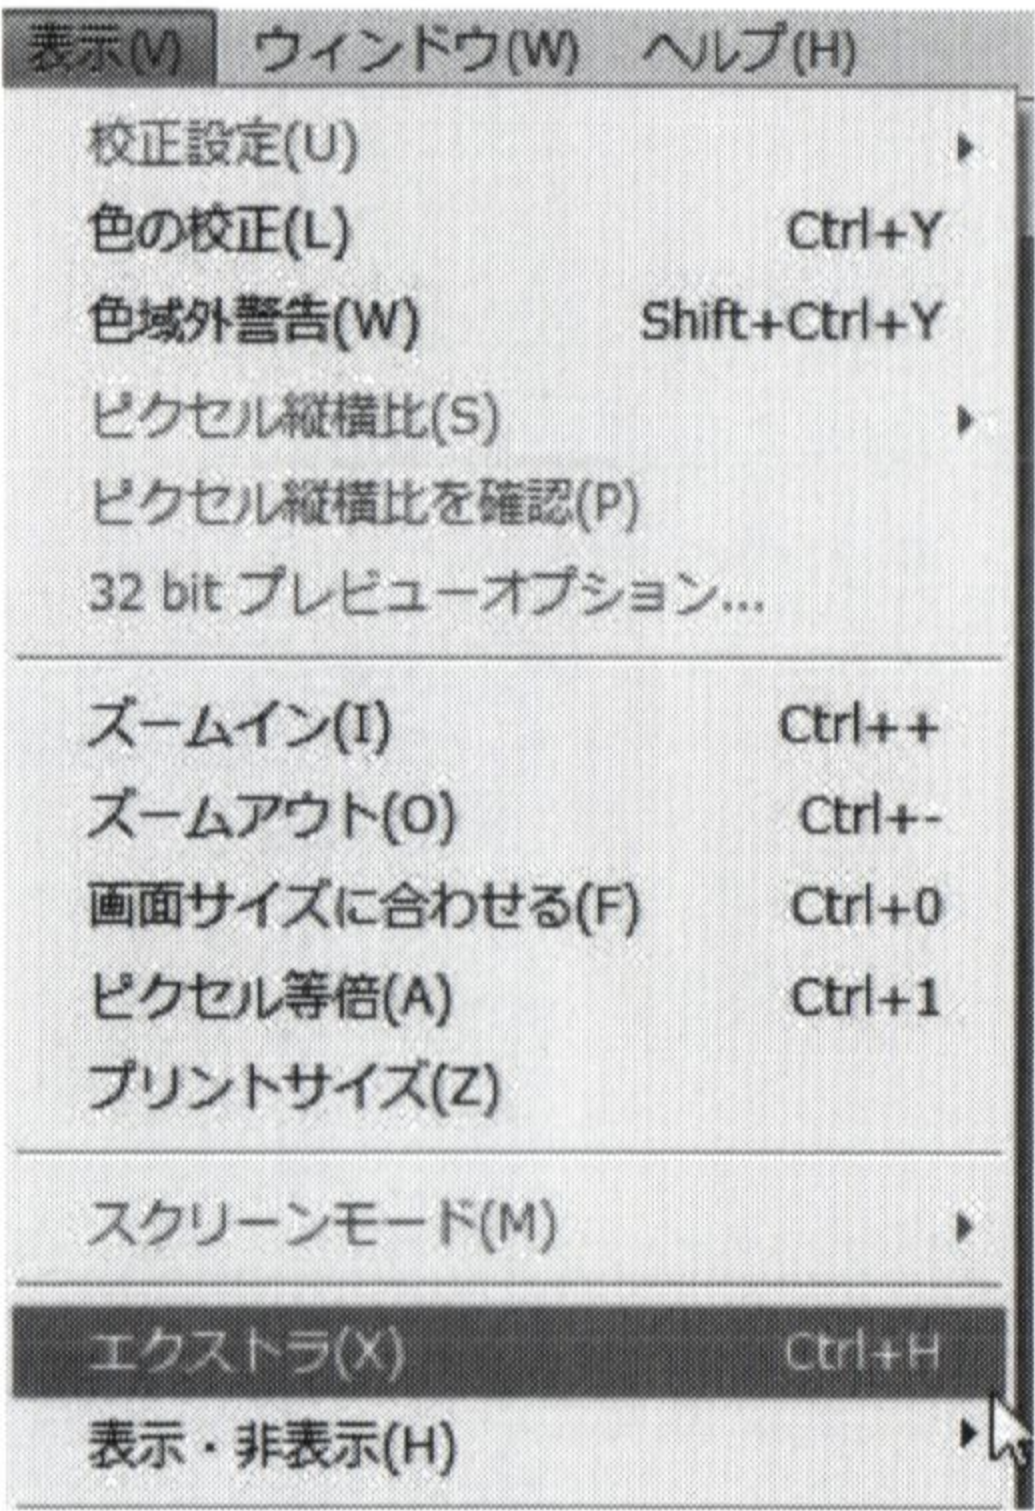 表示(V) ウィンドウ(W) ヘルプ(H)
校正設定(U)
色の校正(L) Ctrl+Y
色域外警告(W) Shift+Ctrl+Y
ピクセル縦横比(S)
ピクセル縦横比を確認(P)
32 bit プレビューオプション...
ズームイン(I) Ctrl++
ズームアウト(O) Ctrl+-
画面サイズに合わせる(F) Ctrl+0
ピクセル等倍(A) Ctrl+1
プリントサイズ(Z)
スクリーンモード(M)
エクストラ(X) Ctrl+H
表示・非表示(H)